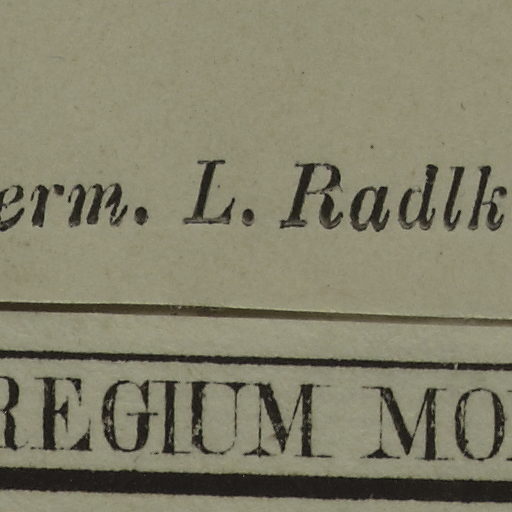 erm. L. Radlk
REGIUM MO